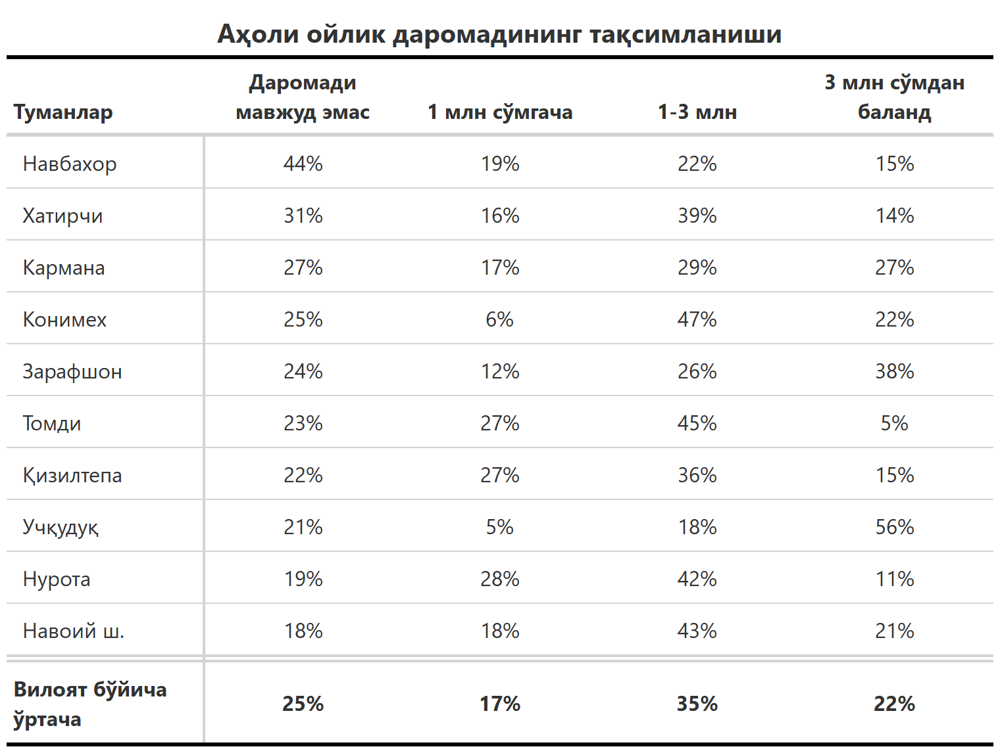 Аҳоли ойлик даромадининг тақсимланиши
Туманлар Даромади мавжуд эмас 1 млн сўмгача 1-3 млн 3 млн сўмдан баланд
Навбахор 44% 19% 22% 15%
Хатирчи 31% 16% 39% 14%
Кармана 27% 17% 29% 27%
Конимех 25% 6% 47% 22%
Зарафшон 24% 12% 26% 38%
Томди 23% 27% 45% 5%
Қизилтепа 22% 27% 36% 15%
Учқудуқ 21% 5% 18% 56%
Нурота 19% 28% 42% 11%
Навоий ш. 18% 18% 43% 21%
Вилоят бўйича ўртача 25% 17% 35% 22%